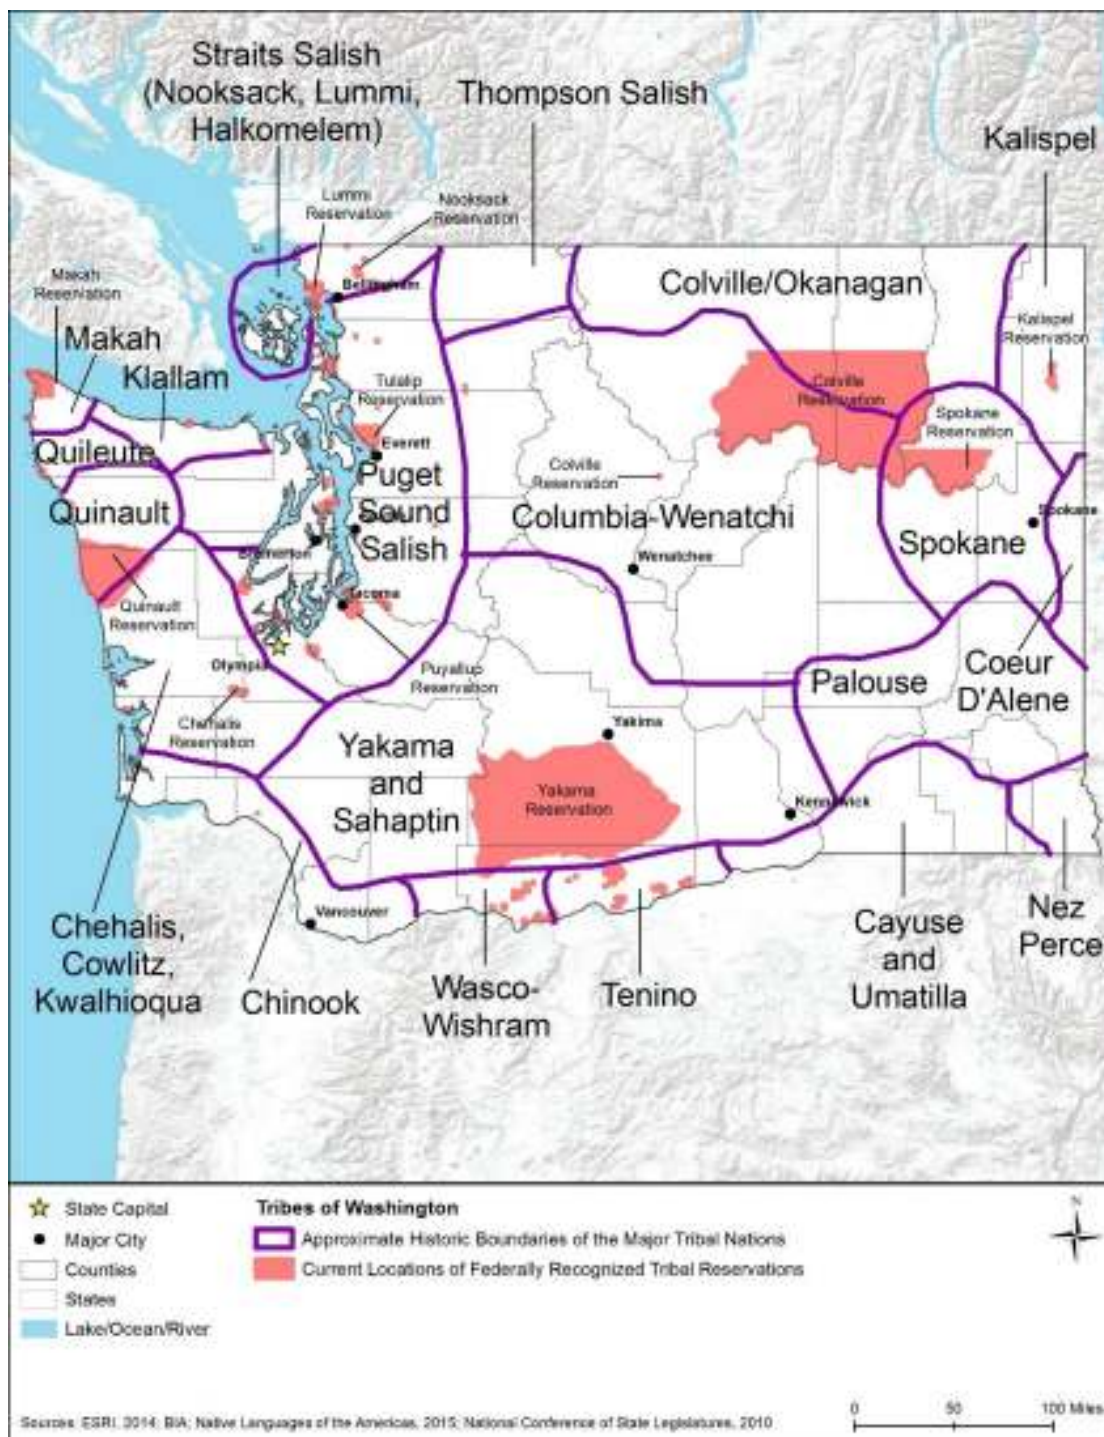 Straits Salish
(Nooksack, Lummi,
Halkomelem)
Thompson Salish
Kalispel
Lummi
Reservation
Nooksack
Reservation
Makah
Reservation
Bellingham
Colville/Okanagan
Makah
Klallam
Kalispel
Reservation
Tulalip
Reservation
Colville
Reservation
Spokane
Reservation
Everett
Quileute
Puget
Sound
Salish
Colville
Reservation
Quinault
Columbia-Wenatchi
Spokane
Spokane
Bremerton
Wenatchee
Tacoma
Quinault
Reservation
Olympia
Puyallup
Reservation
Palouse
Coeur
D'Alene
Chehalis
Reservation
Yakima
Yakama
and
Sahaptin
Yakama
Reservation
Kennewick
Vancouver
Chehalis,
Cowlitz,
Kwalhioqua
Chinook
Wasco-
Wishram
Tenino
Cayuse
and
Umatilla
Nez
Perce
State Capital
Major City
Counties
States
Lake/Ocean/River
Tribes of Washington
Approximate Historic Boundaries of the Major Tribal Nations
Current Locations of Federally Recognized Tribal Reservations
N
Sources: ESRI, 2014; BIA; Native Languages of the Americas, 2015; National Conference of State Legislatures, 2010
0 50 100 Miles